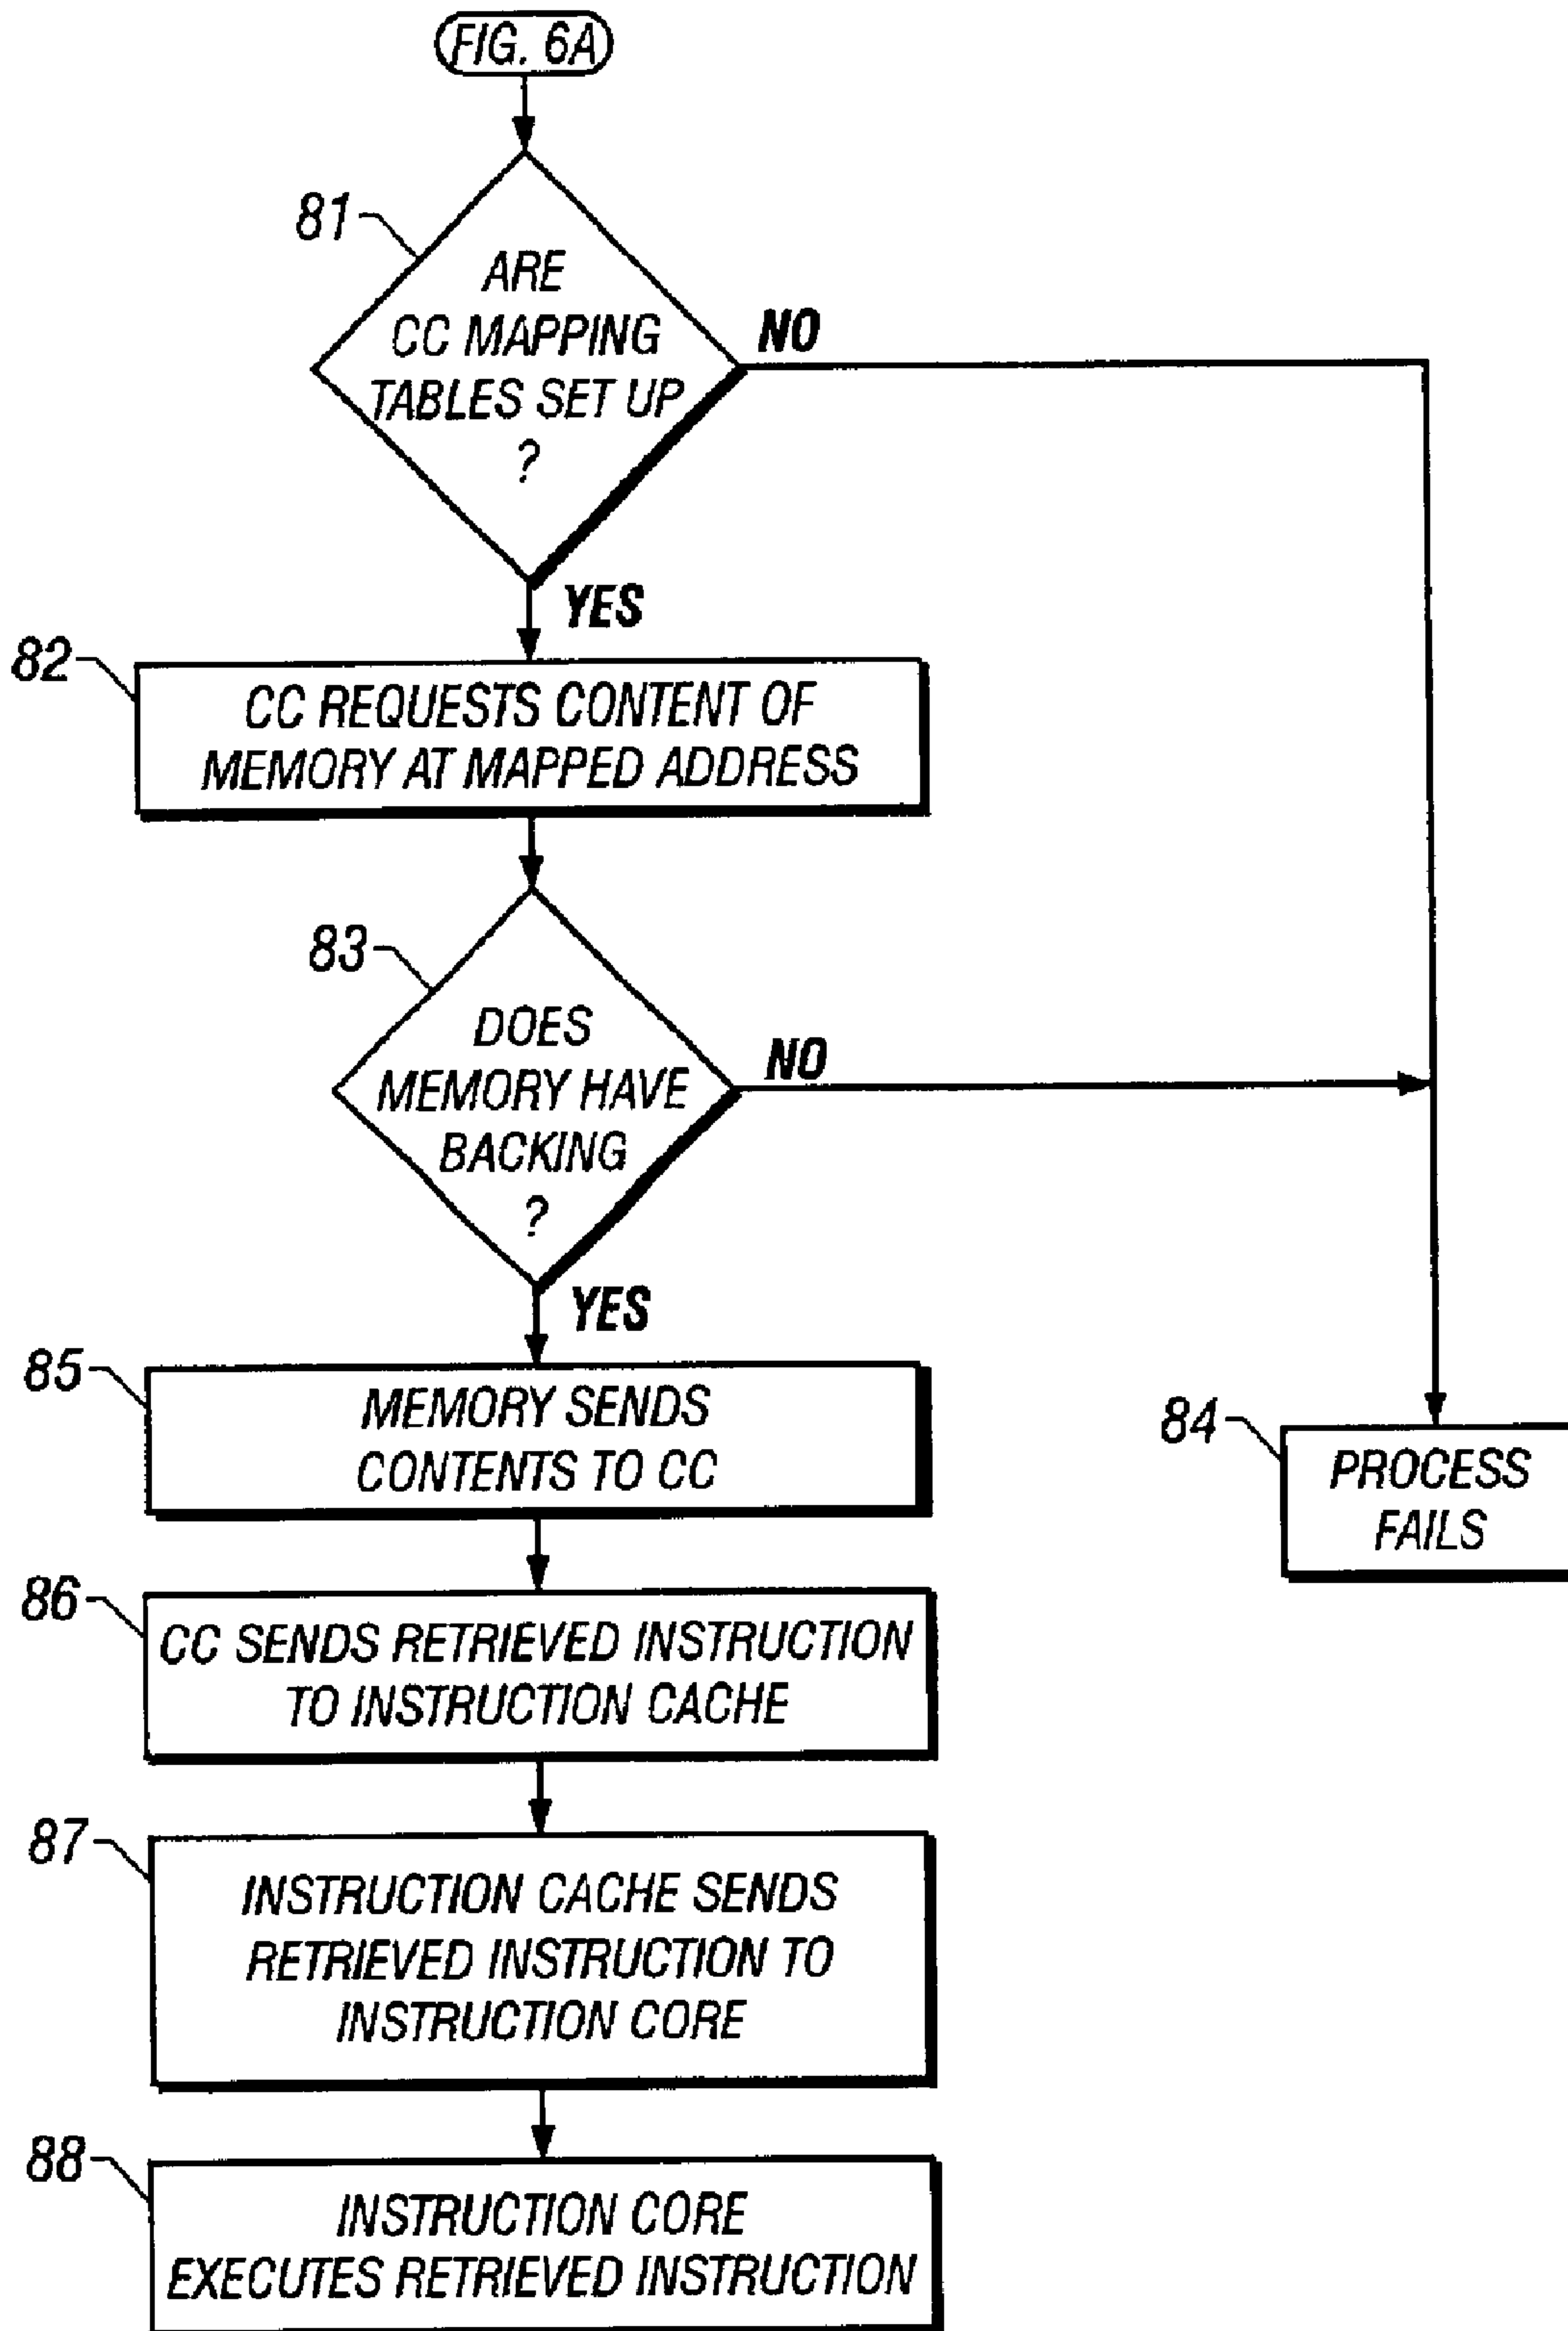 FIG. 6A
81
ARE
CC MAPPING
TABLES SET UP
?
NO
YES
82
CC REQUESTS CONTENT OF
MEMORY AT MAPPED ADDRESS
83
DOES
MEMORY HAVE
BACKING
?
NO
YES
85
MEMORY SENDS
CONTENTS TO CC
84
PROCESS
FAILS
86
CC SENDS RETRIEVED INSTRUCTION
TO INSTRUCTION CACHE
87
INSTRUCTION CACHE SENDS
RETRIEVED INSTRUCTION TO
INSTRUCTION CORE
88
INSTRUCTION CORE
EXECUTES RETRIEVED INSTRUCTION